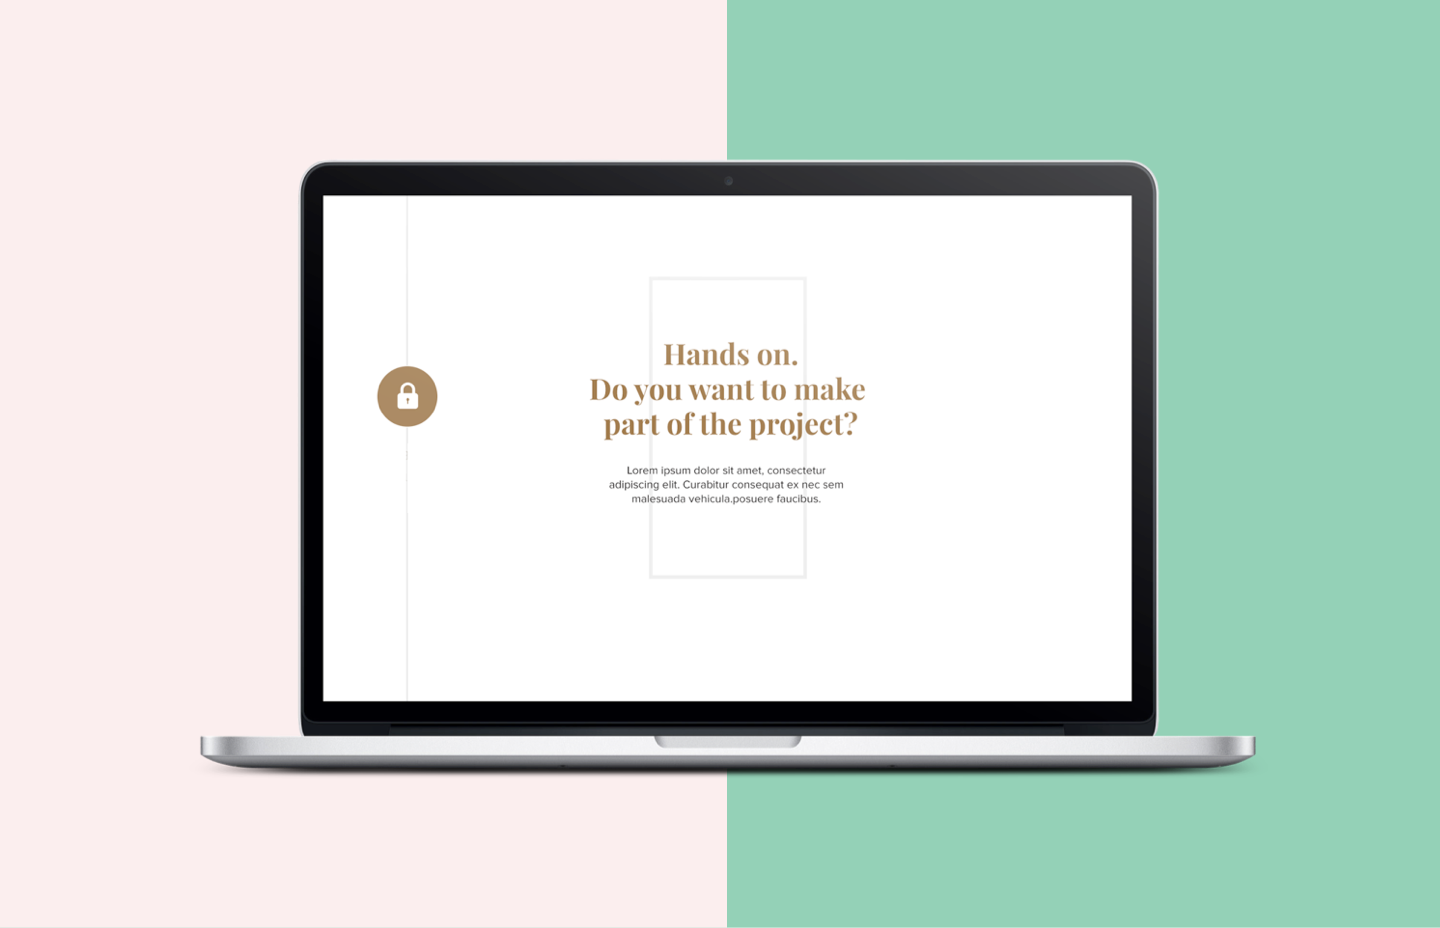 Hands on.
Do you want to make
part of the project?
Lorem ipsum dolor sit amet, consectetur
adipiscing elit. Curabitur consequat ex nec sem
malesuada vehicula.posuere faucibus.